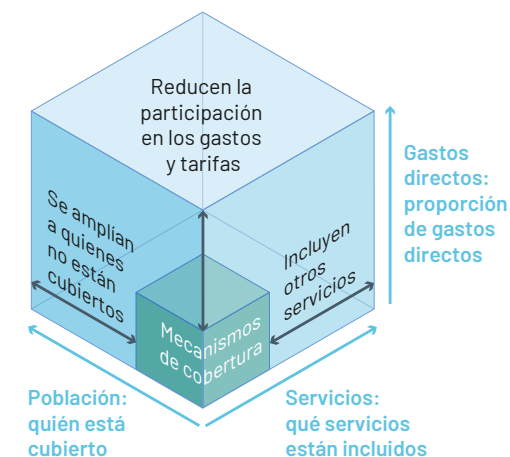 Reducen la
participación
en los gastos
y tarifas
Gastos
directos:
proporción
de gastos
directos
Se amplían
a quienes
no están
cubiertos
Incluyen
otros
servicios
Mecanismos
de cobertura
Población:
quién está
cubierto
Servicios:
qué servicios
están incluidos